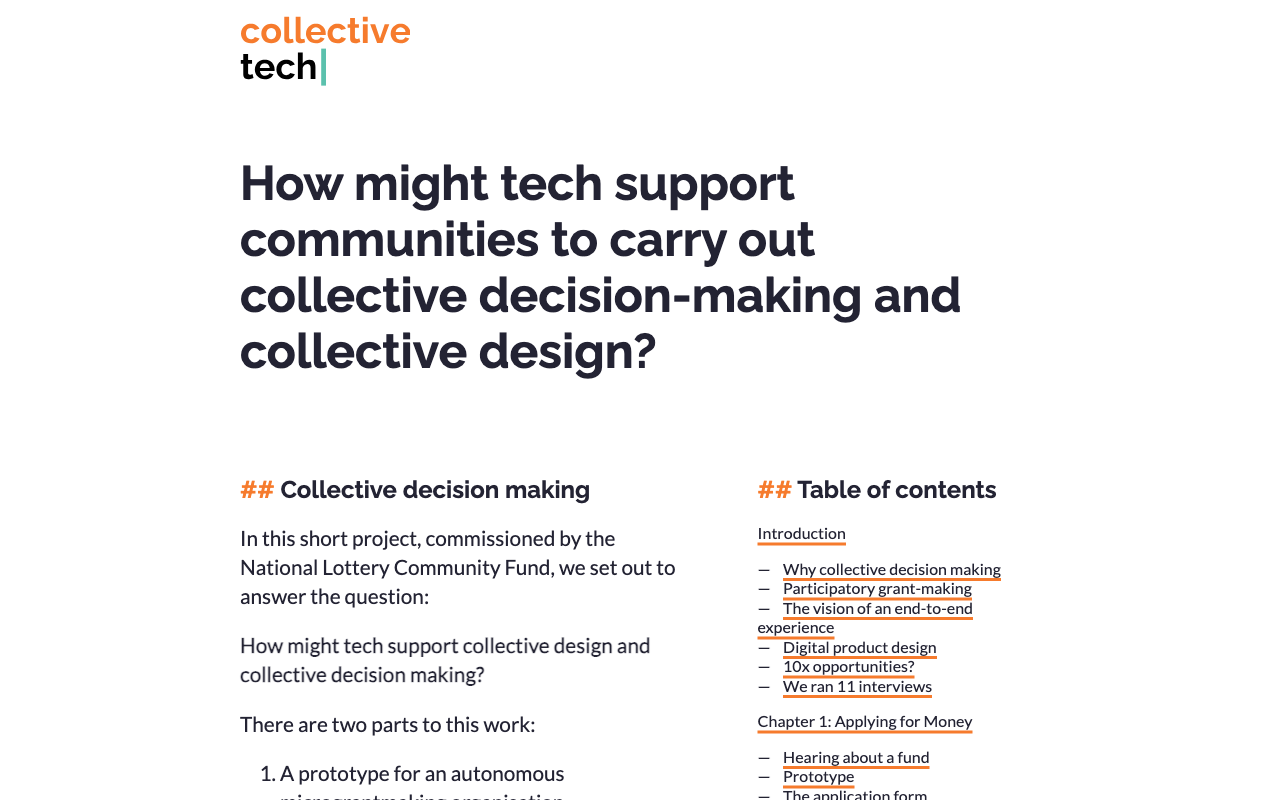 collective
tech|
How might tech support
communities to carry out
collective decision-making and
collective design?
## Collective decision making
In this short project, commissioned by the
National Lottery Community Fund, we set out to
answer the question:
How might tech support collective design and
collective decision making?
There are two parts to this work:
1. A prototype for an autonomous
micrograntmaking organisation
## Table of contents
Introduction
— Why collective decision making
— Participatory grant-making
— The vision of an end-to-end
experience
— Digital product design
— 10x opportunities?
— We ran 11 interviews
Chapter 1: Applying for Money
— Hearing about a fund
— Prototype
— The application form